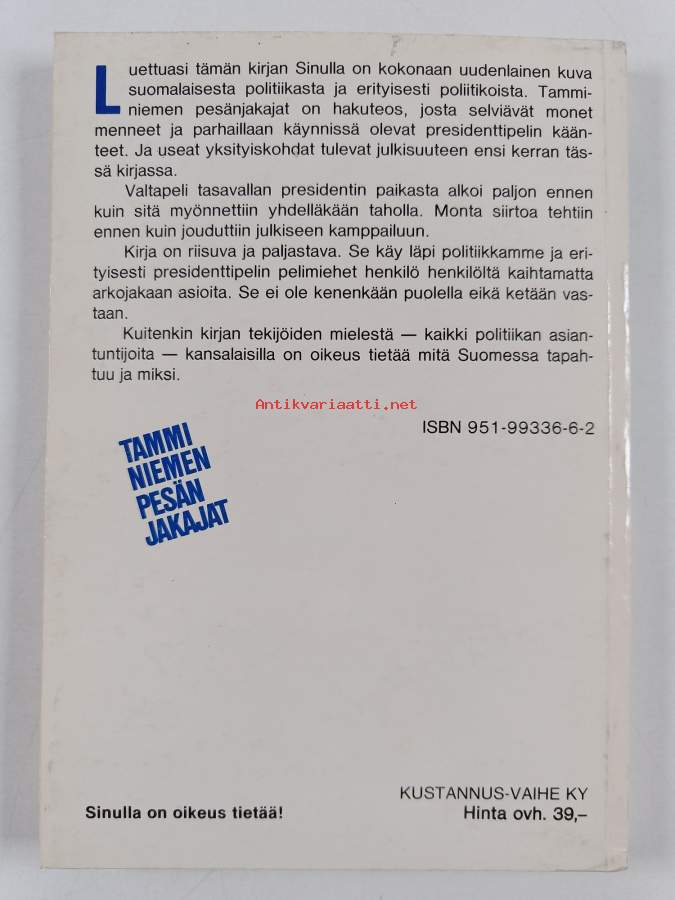 Luettuasi tämän kirjan Sinulla on kokonaan uudenlainen kuva
suomalaisesta politiikasta ja erityisesti poliitikoista. Tammi-
niemen pesänjakajat on hakuteos, josta selviävät monet
menneet ja parhaillaan käynnissä olevat presidenttipelin kään-
teet. Ja useat yksityiskohdat tulevat julkisuuteen ensi kerran täs-
sä kirjassa.
Valtapeli tasavallan presidentin paikasta alkoi paljon ennen
kuin sitä myönnettiin yhdelläkään taholla. Monta siirtoa tehtiin
ennen kuin jouduttiin julkiseen kamppailuun.
Kirja on riisuva ja paljastava. Se käy läpi politiikkamme ja eri-
tyisesti presidenttipelin pelimiehet henkilö henkilöltä kaihtamatta
arkojakaan asioita. Se ei ole kenenkään puolella eikä ketään vas-
taan.
Kuitenkin kirjan tekijöiden mielestä — kaikki politiikan asian-
tuntijoita — kansalaisilla on oikeus tietää mitä Suomessa tapah-
tuu ja miksi.
Antikvariaatti.net
ISBN 951-99336-6-2
TAMMI
NIEMEN
PESÄN
JAKAJAT
KUSTANNUS-VAIHE KY
Sinulla on oikeus tietää!
Hinta ovh. 39,–